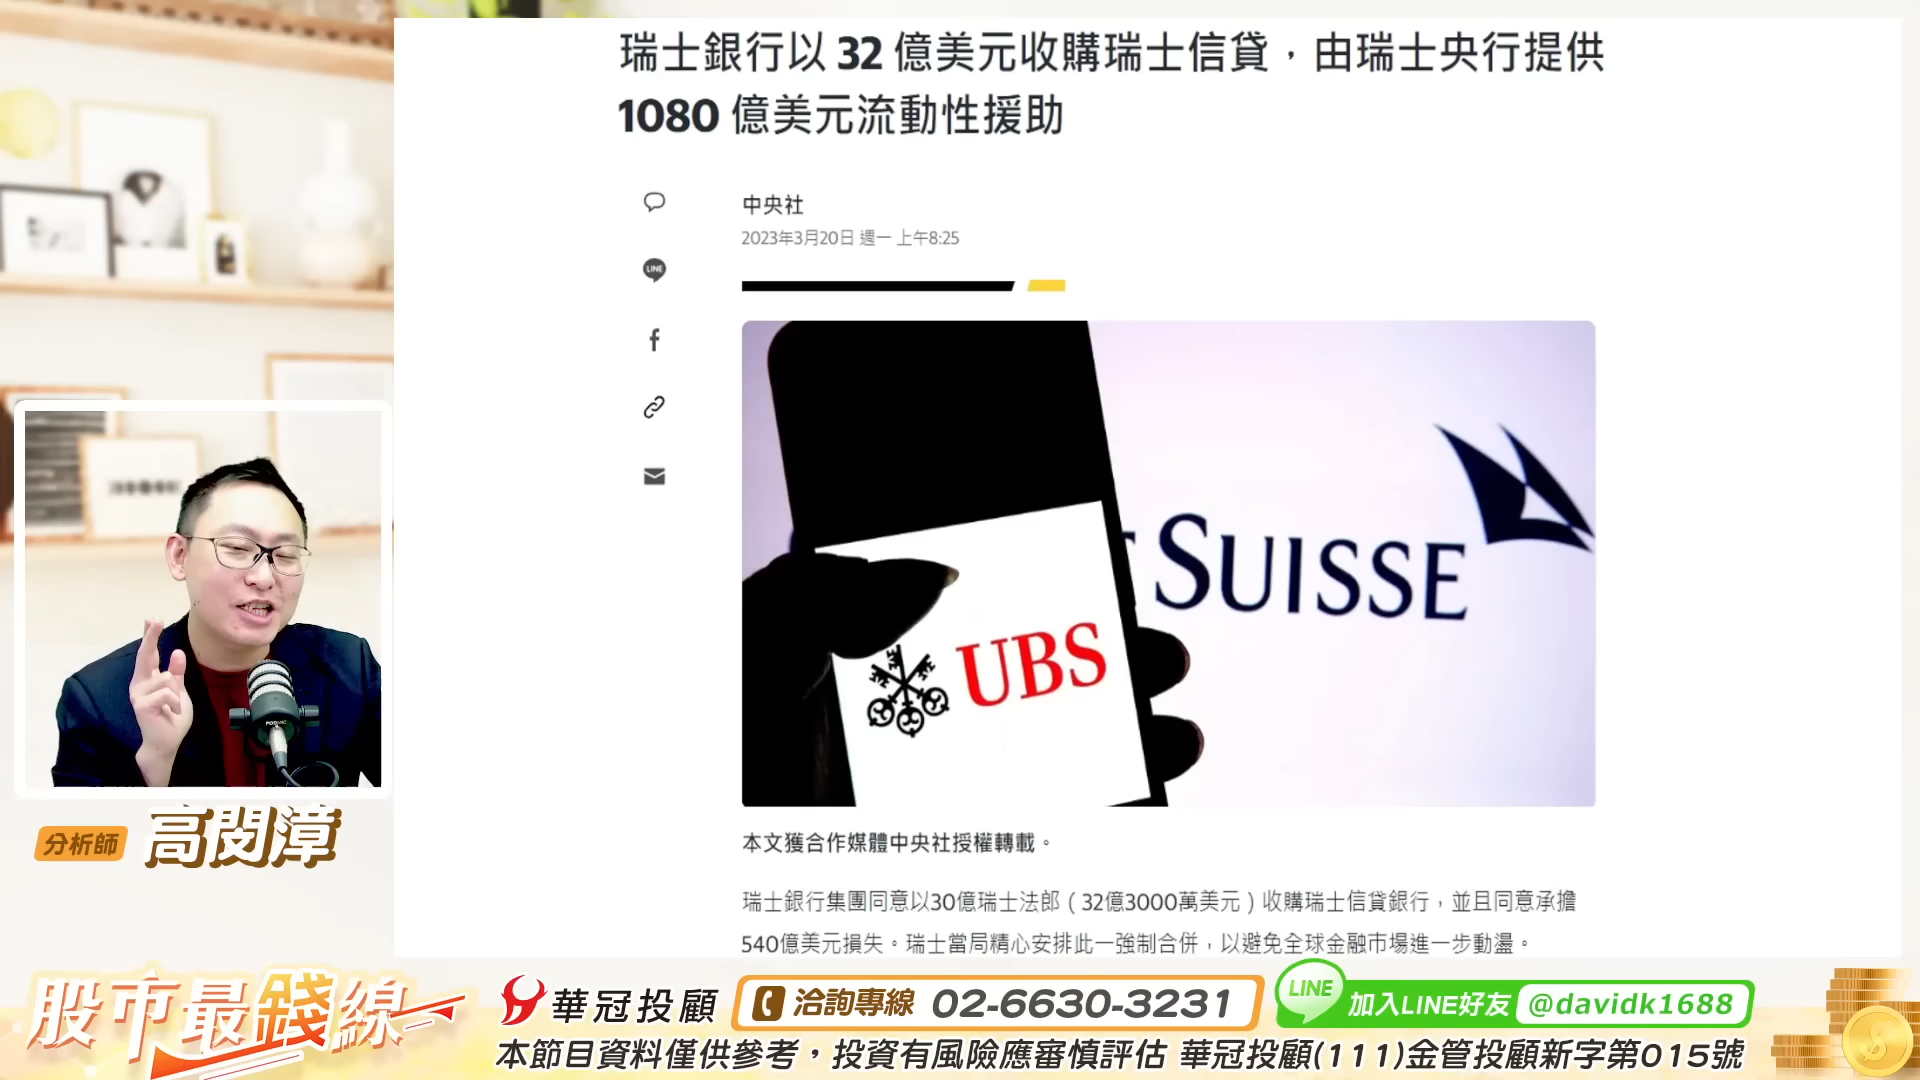 瑞士銀行以 32 億美元收購瑞士信貸，由瑞士央行提供
1080 億美元流動性援助
中央社
2023年3月20日 週一 上午8:25
LINE
SUISSE
UBS
本文獲合作媒體中央社授權轉載。
瑞士銀行集團同意以30億瑞士法郎（32億3000萬美元）收購瑞士信貸銀行，並且同意承擔
540億美元損失。瑞士當局精心安排此一強制合併，以避免全球金融市場進一步動盪。
分析師 高閔漳
股市最錢線
華冠投顧 洽詢專線 02-6630-3231
LINE 加入LINE好友 @davidk1688
本節目資料僅供參考，投資有風險應審慎評估 華冠投顧(111)金管投顧新字第015號